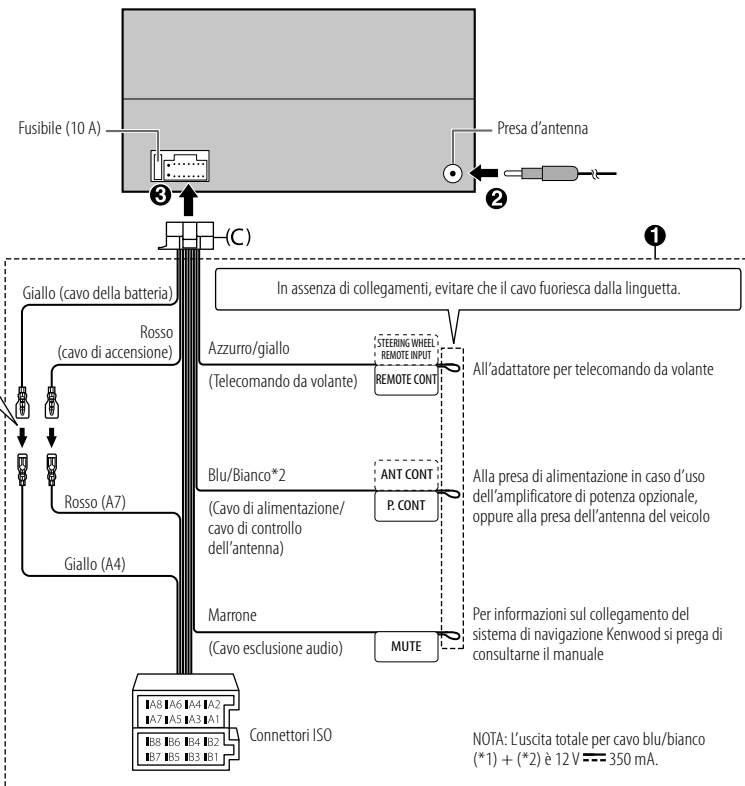 Fusibile (10 A)
Presa d'antenna
❸
❷
(C)
❶
Giallo (cavo della batteria)
In assenza di collegamenti, evitare che il cavo fuoriesca dalla linguetta.
Rosso
(cavo di accensione)
Azzurro/giallo
(Telecomando da volante)
STEERING WHEEL
REMOTE INPUT
REMOTE CONT
All'adattatore per telecomando da volante
Blu/Bianco*2
(Cavo di alimentazione/
cavo di controllo
dell'antenna)
ANT CONT
P. CONT
Alla presa di alimentazione in caso d'uso
dell'amplificatore di potenza opzionale,
oppure alla presa dell'antenna del veicolo
Rosso (A7)
Giallo (A4)
Marrone
(Cavo esclusione audio)
MUTE
Per informazioni sul collegamento del
sistema di navigazione Kenwood si prega di
consultarne il manuale
A8 A6 A4 A2
A7 A5 A3 A1
B8 B6 B4 B2
B7 B5 B3 B1
Connettori ISO
NOTA: L'uscita totale per cavo blu/bianco
(*1) + (*2) è 12 V ⎓ 350 mA.